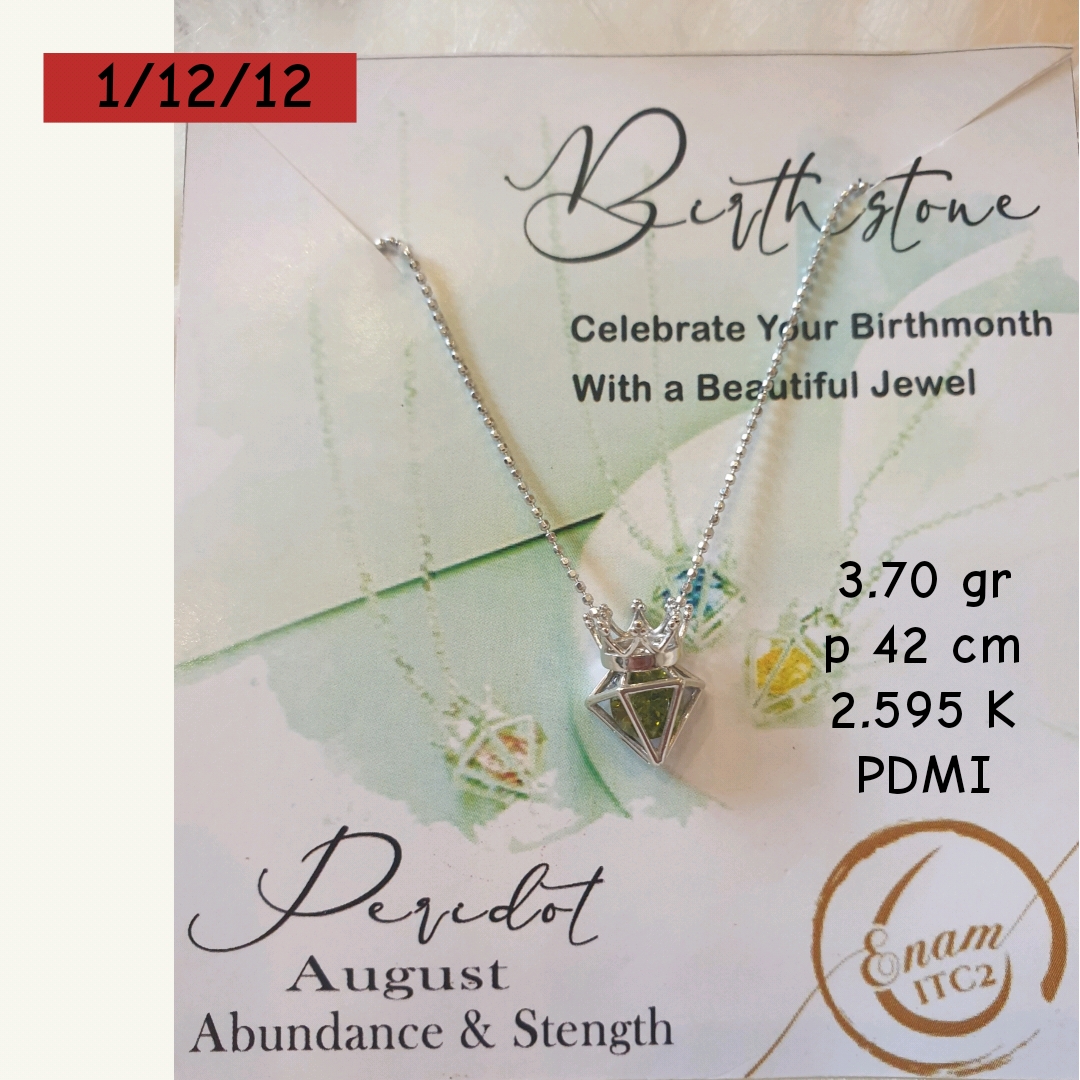 1/12/12
Birthstone
Celebrate Your Birthmonth
With a Beautiful Jewel
3.70 gr
p 42 cm
2.595 K
PDMI
Peridot
August
Abundance & Stength
Enam
ITC2